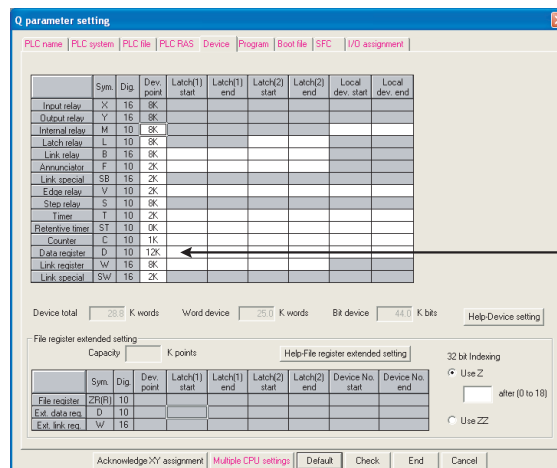 Q parameter setting
PLC name PLC system PLC file PLC RAS Device Program Boot file SFC I/O assignment
Sym. Dig. Dev. point Latch(1) start Latch(1) end Latch(2) start Latch(2) end Local dev. start Local dev. end
Input relay X 16 8K
Output relay Y 16 8K
Internal relay M 10 8K
Latch relay L 10 8K
Link relay B 16 8K
Annunciator F 10 2K
Link special SB 16 2K
Edge relay V 10 2K
Step relay S 10 8K
Timer T 10 2K
Retentive timer ST 10 0K
Counter C 10 1K
Data register D 10 12K
Link register W 16 8K
Link special SW 16 2K
Device total 28.8 K words Word device 25.0 K words Bit device 44.0 K bits Help-Device setting
File register extended setting
Capacity K points Help-File register extended setting
32 bit Indexing
Use Z
after (0 to 18)
Use ZZ
Sym. Dig. Dev. point Latch(1) start Latch(1) end Latch(2) start Latch(2) end Device No. start Device No. end
File register ZR(R) 10
Ext. data reg. D 10
Ext. link reg. W 16
Acknowledge XY assignment Multiple CPU settings Default Check End Cancel